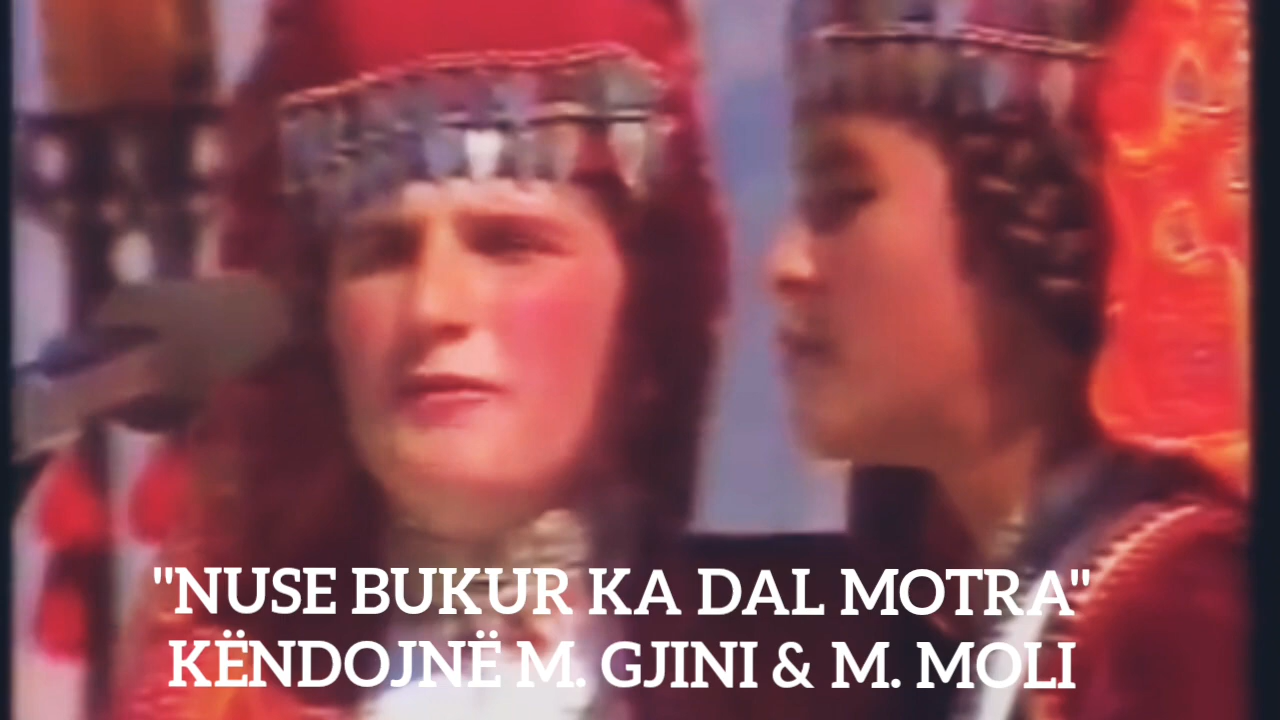 "NUSE BUKUR KA DAL MOTRA"
KËNDOJNË M. GJINI & M. MOLI